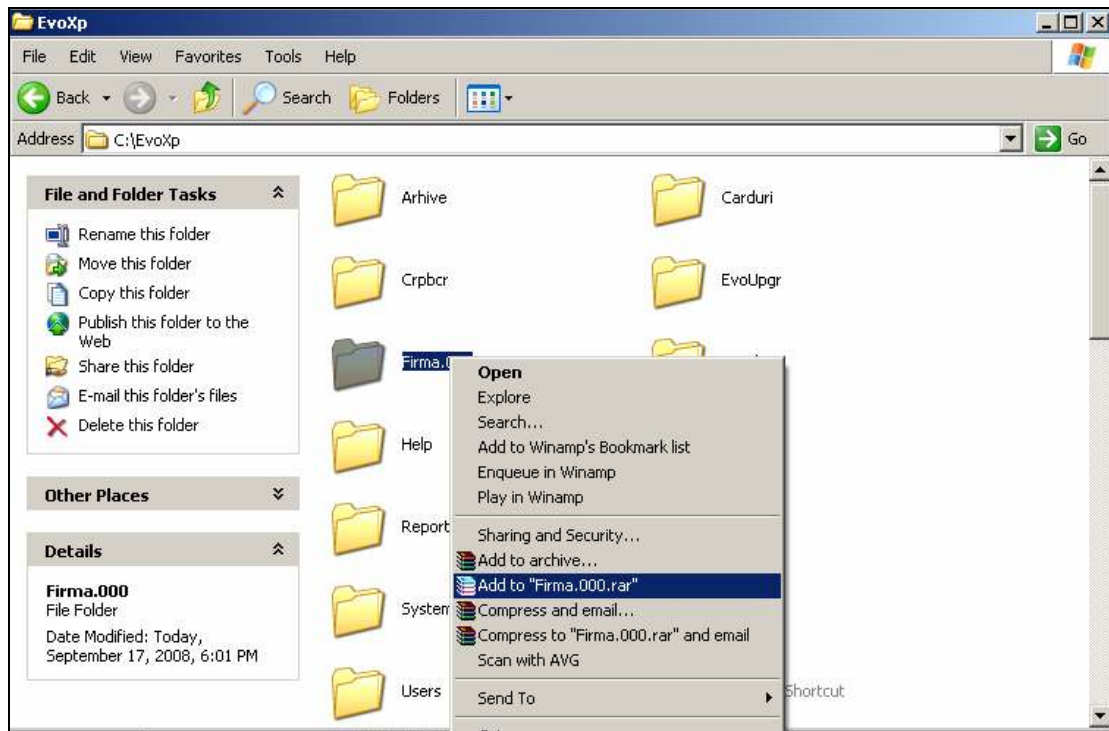 EvoXp
File Edit View Favorites Tools Help
Back Search Folders
Address C:\EvoXp Go
File and Folder Tasks
Rename this folder
Move this folder
Copy this folder
Publish this folder to the
Web
Share this folder
E-mail this folder's files
Delete this folder
Other Places
Details
Firma.000
File Folder
Date Modified: Today,
September 17, 2008, 6:01 PM
Arhive Carduri
Crpbcr EvoUpgr
Help
Report
System
Users Shortcut
Open
Explore
Search...
Add to Winamp's Bookmark list
Enqueue in Winamp
Play in Winamp
Sharing and Security...
Add to archive...
Add to "Firma.000.rar"
Compress and email...
Compress to "Firma.000.rar" and email
Scan with AVG
Send To